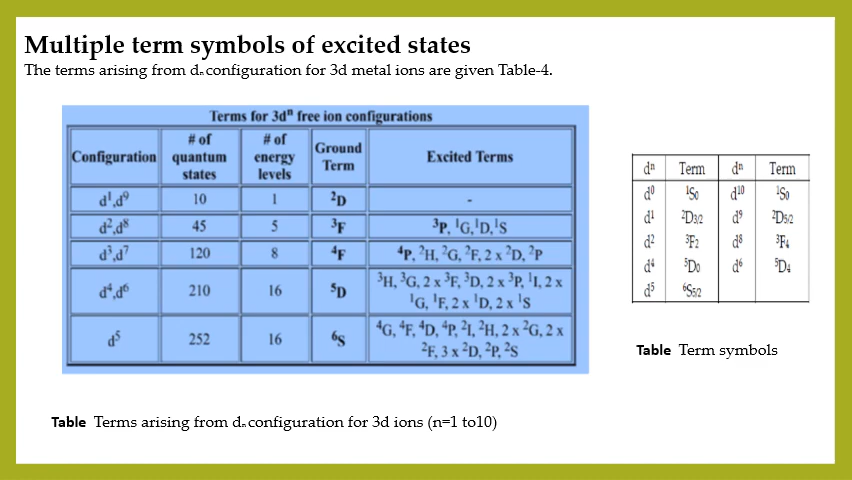 Multiple term symbols of excited states
The terms arising from dₙ configuration for 3d metal ions are given Table-4.
Terms for 3dⁿ free ion configurations
Configuration | # of quantum states | # of energy levels | Ground Term | Excited Terms
d¹,d⁹ | 10 | 1 | ²D | -
d²,d⁸ | 45 | 5 | ³F | ³P, ¹G,¹D,¹S
d³,d⁷ | 120 | 8 | ⁴F | ⁴P, ²H, ²G, ²F, 2 x ²D, ²P
d⁴,d⁶ | 210 | 16 | ⁵D | ³H, ³G, 2 x ³F, ³D, 2 x ³P, ¹I, 2 x
¹G, ¹F, 2 x ¹D, 2 x ¹S
d⁵ | 252 | 16 | ⁶S | ⁴G, ⁴F, ⁴D, ⁴P, ²I, ²H, 2 x ²G, 2 x
²F, 3 x ²D, ²P, ²S
dⁿ | Term | dⁿ | Term
d⁰ | ¹S₀ | d¹⁰ | ¹S₀
d¹ | ²D3/2 | d⁹ | ²D5/2
d² | ³F₂ | d⁸ | ³F₄
d⁴ | ⁵D₀ | d⁶ | ⁵D₄
d⁵ | ⁶S5/2
Table Term symbols
Table Terms arising from dₙ configuration for 3d ions (n=1 to10)